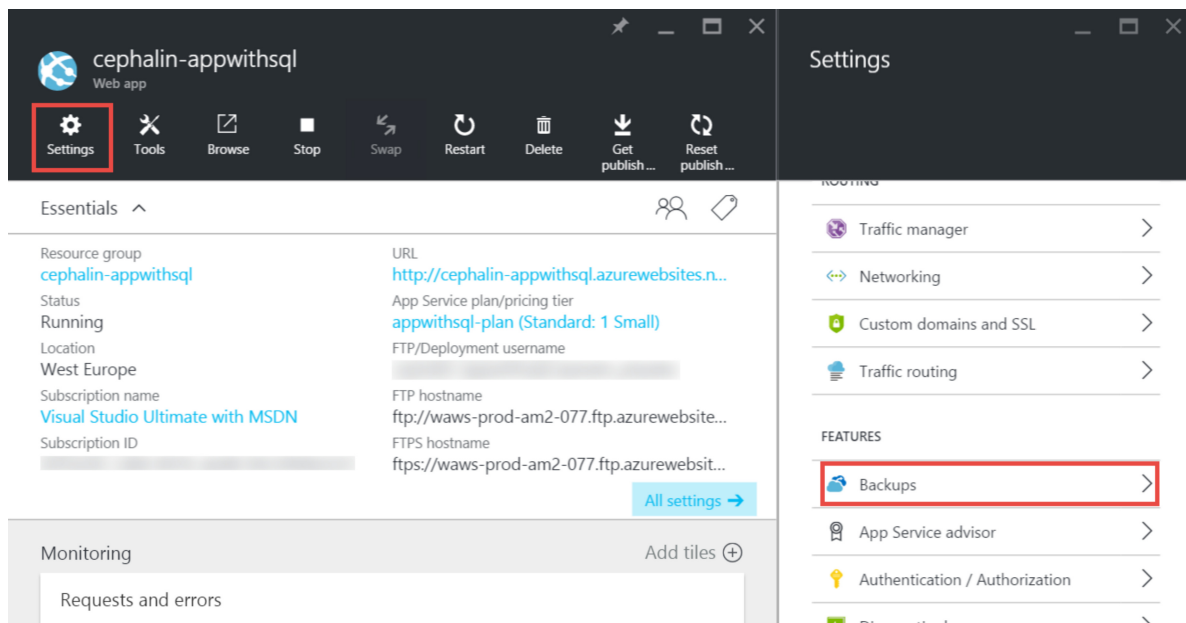 cephalin-appwithsql
Web app
Settings
Tools
Browse
Stop
Swap
Restart
Delete
Get
publish ...
Reset
publish ...
Essentials
Resource group
cephalin-appwithsql
Status
Running
Location
West Europe
Subscription name
Visual Studio Ultimate with MSDN
Subscription ID
URL
http://cephalin-appwithsql.azurewebsites.n...
App Service plan/pricing tier
appwithsql-plan (Standard: 1 Small)
FTP/Deployment username
FTP hostname
ftp://waws-prod-am2-077.ftp.azurewebsite...
FTPS hostname
ftps://waws-prod-am2-077.ftp.azurewebsit...
All settings
Monitoring
Add tiles
Requests and errors
Settings
ROUTING
Traffic manager
Networking
Custom domains and SSL
Traffic routing
FEATURES
Backups
App Service advisor
Authentication / Authorization